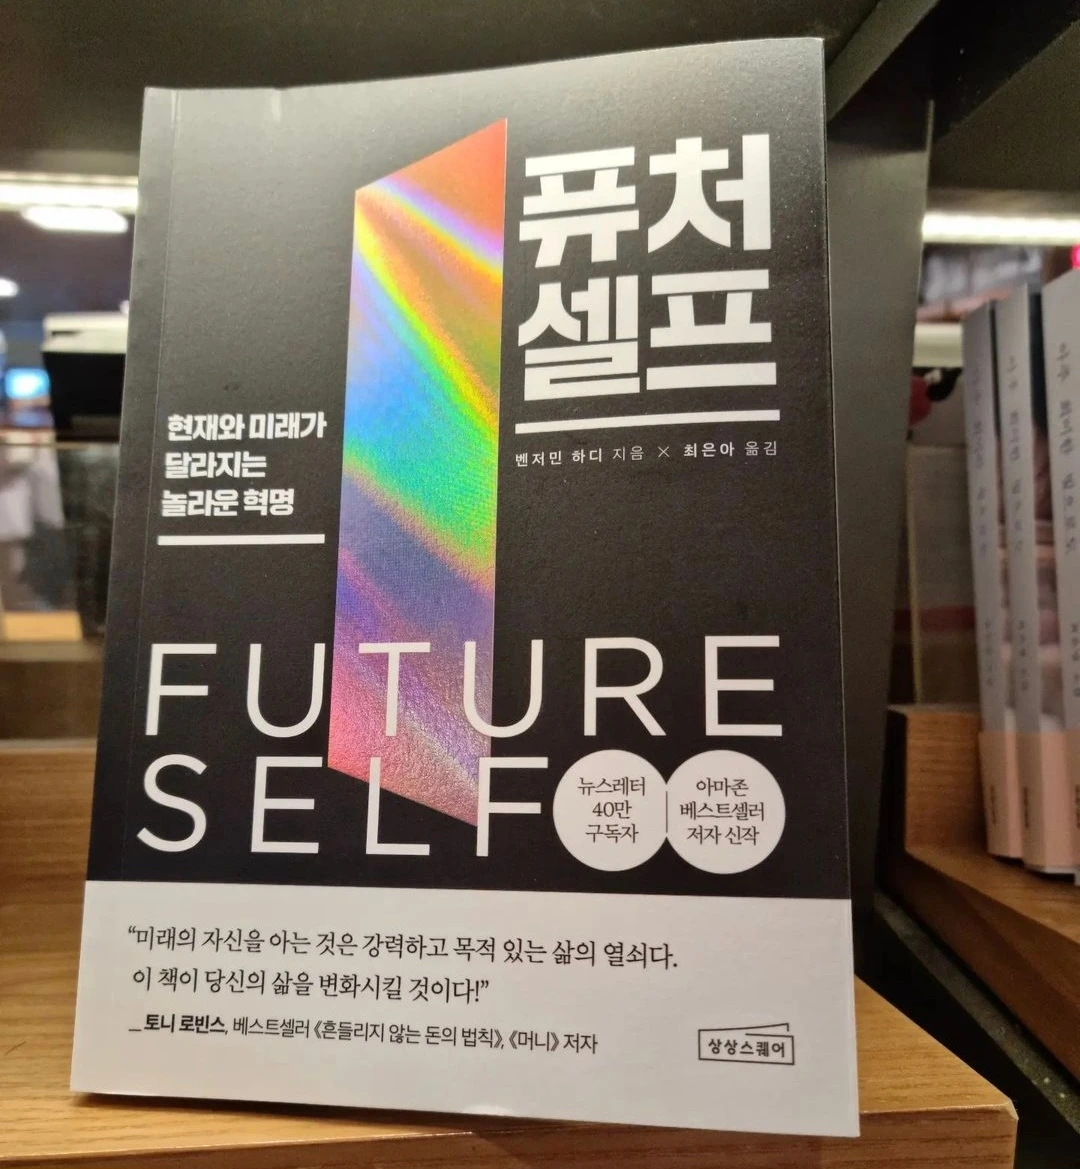 퓨처
셀프
벤저민 하디 지음 × 최은아 옮김
현재와 미래가
달라지는
놀라운 혁명
FUTURE
SELF
뉴스레터
40만
구독자
아마존
베스트셀러
저자 신작
“미래의 자신을 아는 것은 강력하고 목적 있는 삶의 열쇠다.
이 책이 당신의 삶을 변화시킬 것이다!”
_토니 로빈스, 베스트셀러 《흔들리지 않는 돈의 법칙》, 《머니》 저자
상상스퀘어